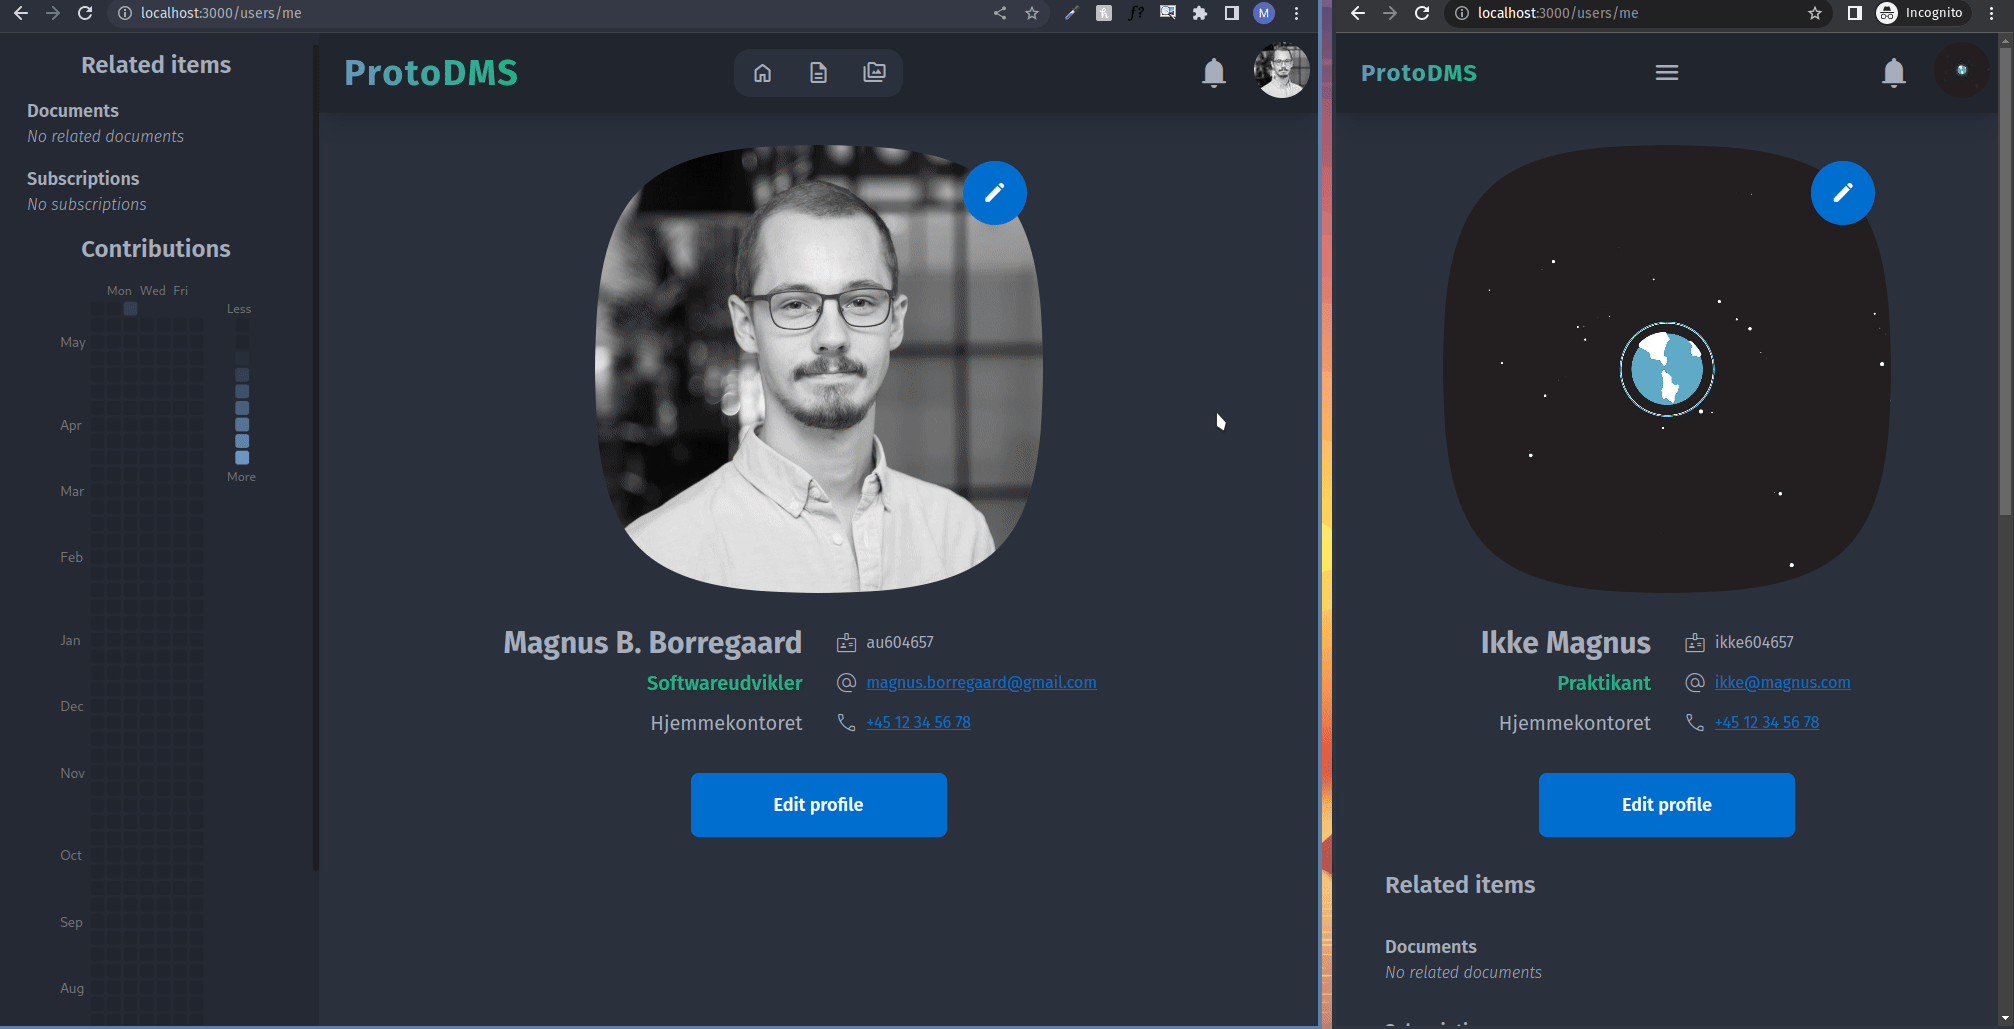 localhost:3000/users/me
M
Related items
Documents
No related documents
Subscriptions
No subscriptions
Contributions
Mon Wed Fri
Less
May
Apr
More
Mar
Feb
Jan
Dec
Nov
Oct
Sep
Aug
ProtoDMS
Magnus B. Borregaard
au604657
Softwareudvikler
magnus.borregaard@gmail.com
Hjemmekontoret
+45 12 34 56 78
Edit profile
localhost:3000/users/me
Incognito
ProtoDMS
Ikke Magnus
ikke604657
Praktikant
ikke@magnus.com
Hjemmekontoret
+45 12 34 56 78
Edit profile
Related items
Documents
No related documents